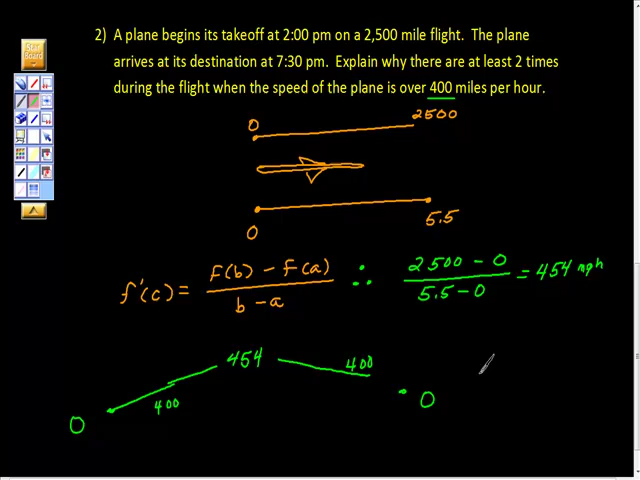 Star
Board
2) A plane begins its takeoff at 2:00 pm on a 2,500 mile flight. The plane
arrives at its destination at 7:30 pm. Explain why there are at least 2 times
during the flight when the speed of the plane is over 400 miles per hour.
0 2500
0 5.5
f'(c) = F(b) - F(a) / b - a ∴ 2500 - 0 / 5.5 - 0 = 454 mph
454 400
400
0 0